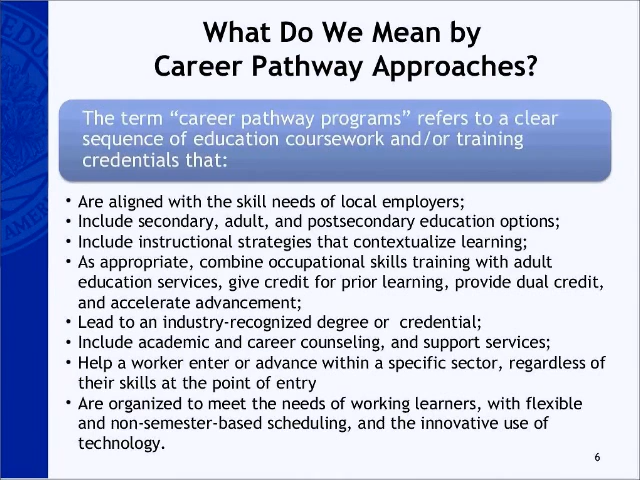 What Do We Mean by
Career Pathway Approaches?
The term “career pathway programs” refers to a clear
sequence of education coursework and/or training
credentials that:
• Are aligned with the skill needs of local employers;
• Include secondary, adult, and postsecondary education options;
• Include instructional strategies that contextualize learning;
• As appropriate, combine occupational skills training with adult
education services, give credit for prior learning, provide dual credit,
and accelerate advancement;
• Lead to an industry-recognized degree or  credential;
• Include academic and career counseling, and support services;
• Help a worker enter or advance within a specific sector, regardless of
their skills at the point of entry
• Are organized to meet the needs of working learners, with flexible
and non-semester-based scheduling, and the innovative use of
technology.
6